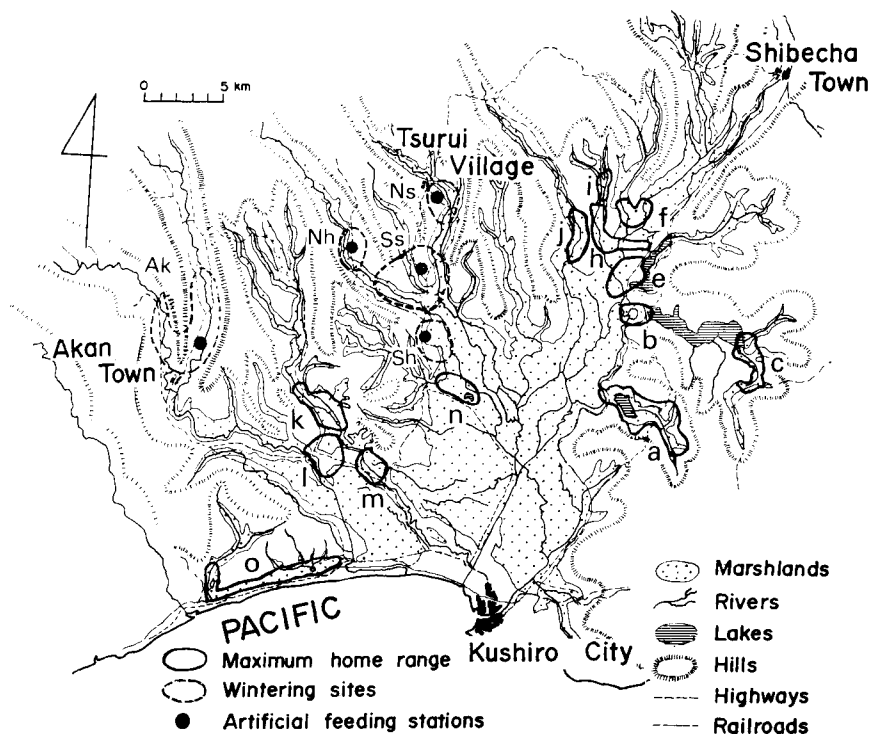 Shibecha
Town
0 5 km
Tsurui
Village
Ns
i
f
Nh
Ss
j
h
Ak
e
b
Akan
Town
Sh
c
n
k
a
l
m
o
PACIFIC
Kushiro City
Maximum home range
Wintering sites
Artificial feeding stations
Marshlands
Rivers
Lakes
Hills
Highways
Railroads